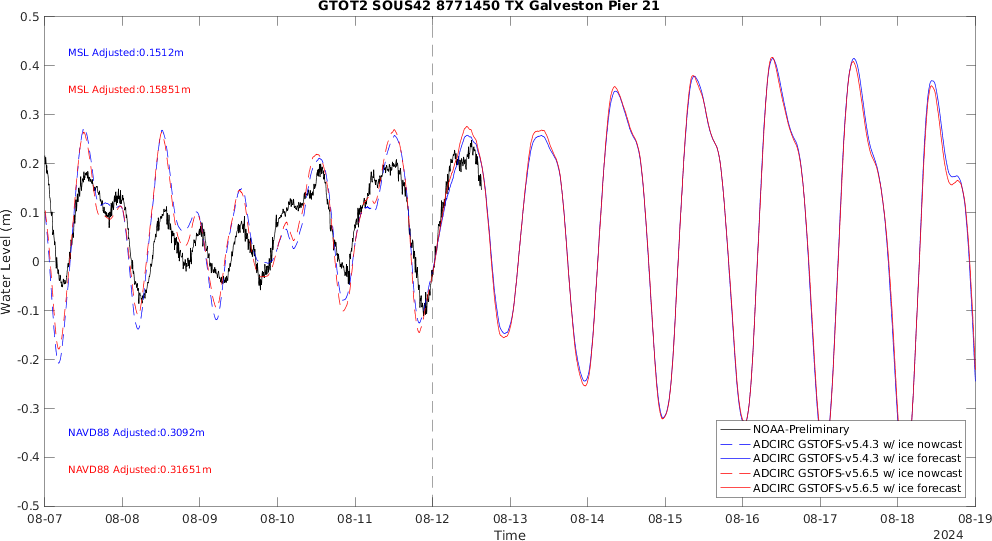 GTOT2 SOUS42 8771450 TX Galveston Pier 21
0.5
0.4
0.3
0.2
0.1
0
-0.1
-0.2
-0.3
-0.4
-0.5
Water Level (m)
MSL Adjusted:0.1512m
MSL Adjusted:0.15851m
NAVD88 Adjusted:0.3092m
NAVD88 Adjusted:0.31651m
NOAA-Preliminary
ADCIRC GSTOFS-v5.4.3 w/ ice nowcast
ADCIRC GSTOFS-v5.4.3 w/ ice forecast
ADCIRC GSTOFS-v5.6.5 w/ ice nowcast
ADCIRC GSTOFS-v5.6.5 w/ ice forecast
08-07 08-08 08-09 08-10 08-11 08-12 08-13 08-14 08-15 08-16 08-17 08-18 08-19
Time
2024